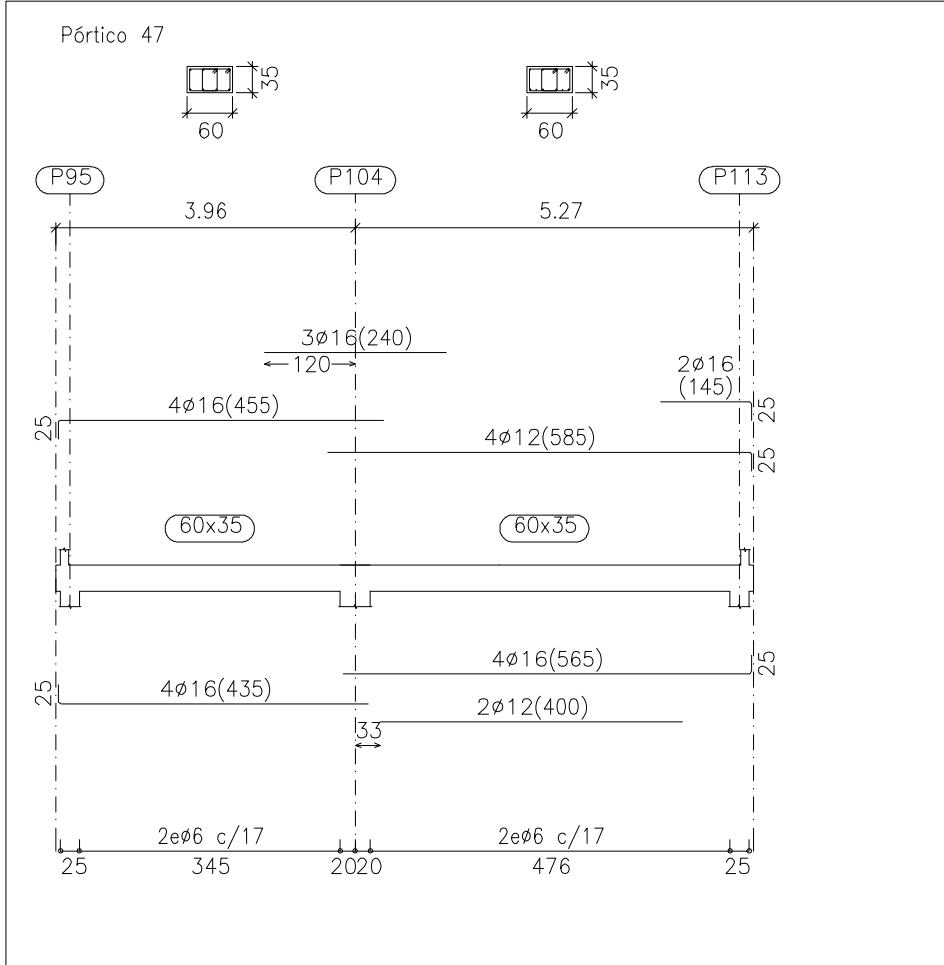 Pórtico 47
35
60
35
60
P95
P104
P113
3.96
5.27
3ø16(240)
120
2ø16
(145)
25
4ø16(455)
25
4ø12(585)
25
60x35
60x35
4ø16(565)
25
4ø16(435)
25
2ø12(400)
33
2eø6 c/17
2eø6 c/17
25
345
2020
476
25